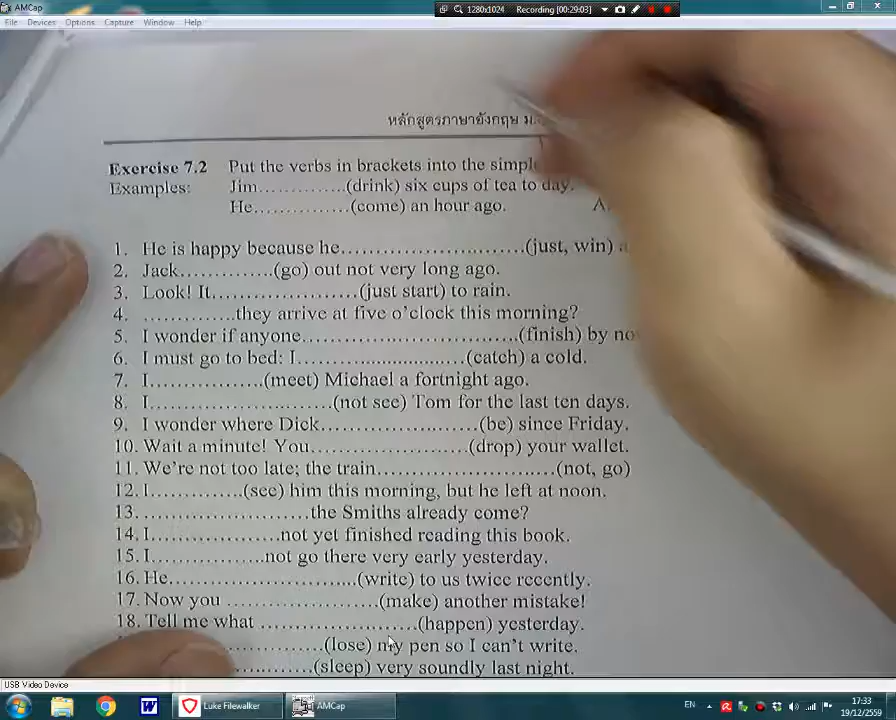 AMCap
1280x1024 Recording [00:29:03]
File Devices Options Capture Window Help
หลักสูตรภาษาอังกฤษ ม.
Exercise 7.2 Put the verbs in brackets into the simple
Examples: Jim..............(drink) six cups of tea to day.
He...............(come) an hour ago. A
1. He is happy because he..............................(just, win) a
2. Jack...............(go) out not very long ago.
3. Look! It.......................(just start) to rain.
4. ..............they arrive at five o'clock this morning?
5. I wonder if anyone...................................(finish) by no
6. I must go to bed: I...........................(catch) a cold.
7. I..................(meet) Michael a fortnight ago.
8. I.............................(not see) Tom for the last ten days.
9. I wonder where Dick.........................(be) since Friday.
10. Wait a minute! You.........................(drop) your wallet.
11. We're not too late; the train............................(not, go)
12. I...............(see) him this morning, but he left at noon.
13. ..........................the Smiths already come?
14. I....................not yet finished reading this book.
15. I..................not go there very early yesterday.
16. He..............................(write) to us twice recently.
17. Now you ........................(make) another mistake!
18. Tell me what .........................(happen) yesterday.
...............(lose) my pen so I can't write.
..............(sleep) very soundly last night.
USB Video Device
Luke Filewalker AMCap EN 17:33
19/12/2559